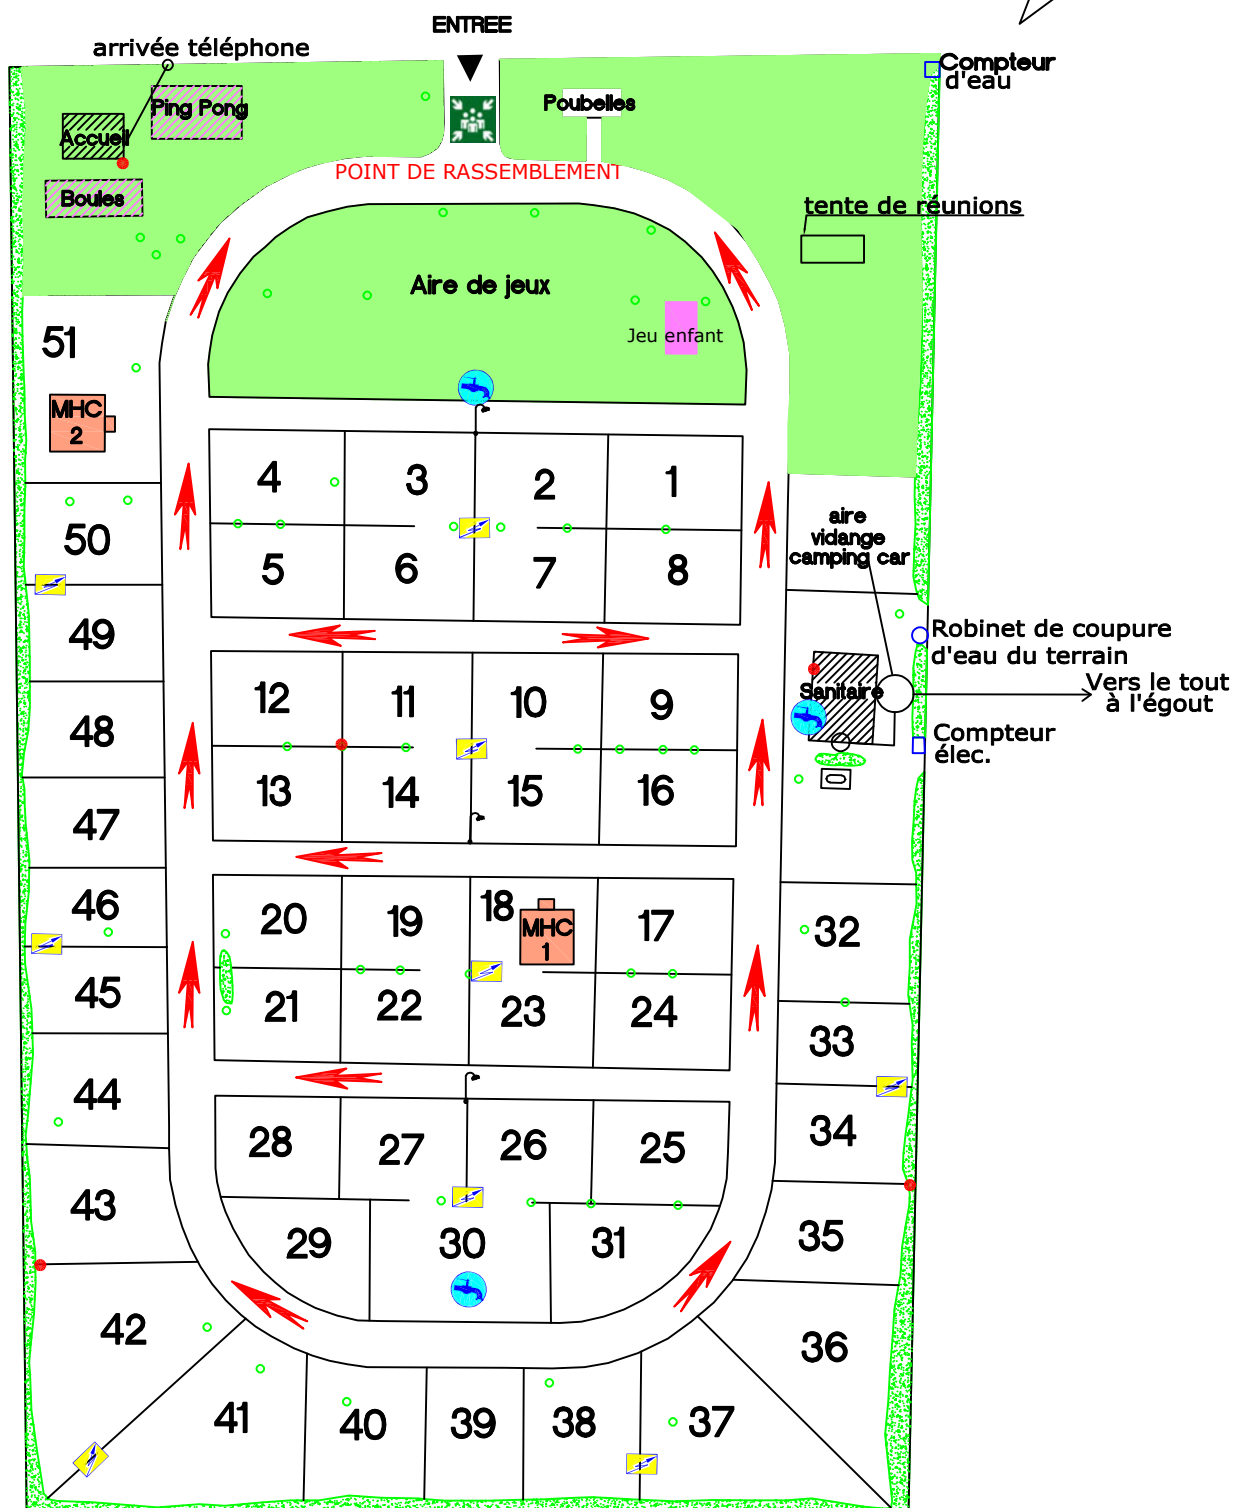 ENTREE
arrivée téléphone
Compteur
d'eau
Ping Pong
Poubelles
Accueil
POINT DE RASSEMBLEMENT
Boules
tente de réunions
Aire de jeux
Jeu enfant
51
MHC
2
4
3
2
1
50
aire
vidange
camping car
5
6
7
8
49
Robinet de coupure
d'eau du terrain
12
11
10
9
Sanitaire
Vers le tout
à l'égout
48
Compteur
élec.
13
14
15
16
47
46
20
19
18
MHC
1
17
32
45
21
22
23
24
33
44
28
27
26
25
34
43
29
30
31
35
42
36
41
40
39
38
37